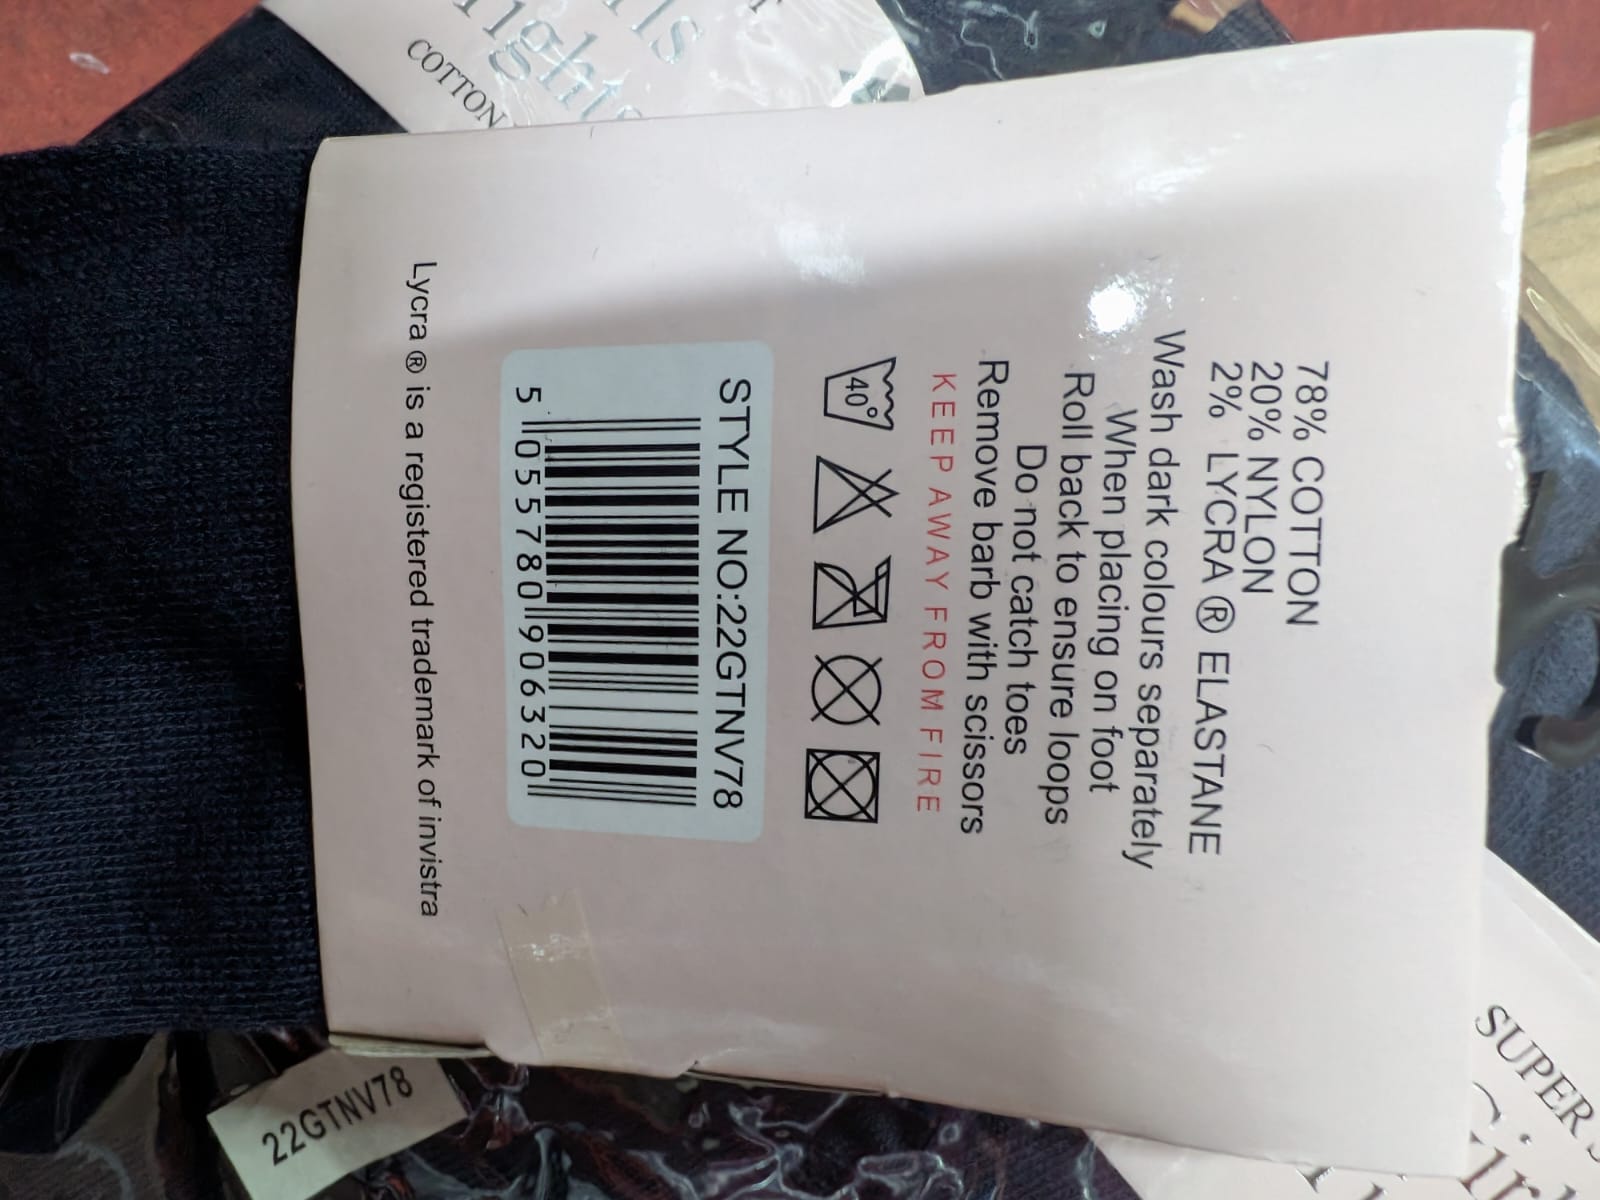 78% COTTON
20% NYLON
2% LYCRA ® ELASTANE
Wash dark colours separately
When placing on foot
Roll back to ensure loops
Do not catch toes
Remove barb with scissors
KEEP AWAY FROM FIRE
40°
STYLE NO:22GTNV78
5 055780 906320
Lycra ® is a registered trademark of invistra
22GTNV78
COTTON
SUPER